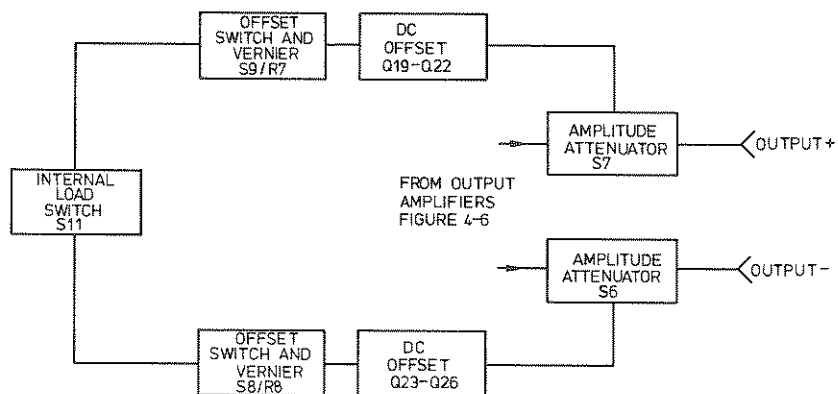 OFFSET
SWITCH AND
VERNIER
S9/R7
DC
OFFSET
Q19-Q22
AMPLITUDE
ATTENUATOR
S7
OUTPUT+
INTERNAL
LOAD
SWITCH
S11
FROM OUTPUT
AMPLIFIERS
FIGURE 4-6
AMPLITUDE
ATTENUATOR
S6
OUTPUT-
OFFSET
SWITCH AND
VERNIER
S8/R8
DC
OFFSET
Q23-Q26